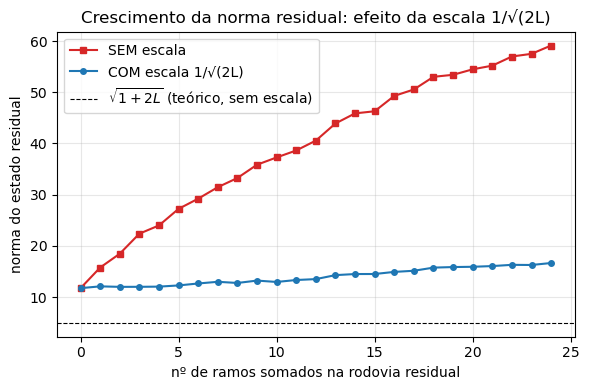 Crescimento da norma residual: efeito da escala 1/√(2L)
SEM escala
COM escala 1/√(2L)
√1 + 2L (teórico, sem escala)
norma do estado residual
60
50
40
30
20
10
0 5 10 15 20 25
nº de ramos somados na rodovia residual